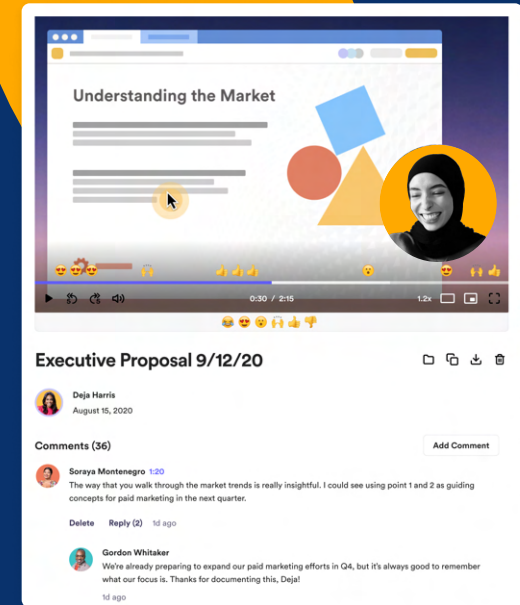 Understanding the Market
0:30 / 2:15
1.2x
Executive Proposal 9/12/20
Deja Harris
August 15, 2020
Comments (36)
Add Comment
Soraya Montenegro 1:20
The way that you walk through the market trends is really insightful. I could see using point 1 and 2 as guiding
concepts for paid marketing in the next quarter.
Delete Reply (2) 1d ago
Gordon Whitaker
We're already preparing to expand our paid marketing efforts in Q4, but it's always good to remember
what our focus is. Thanks for documenting this, Deja!
1d ago